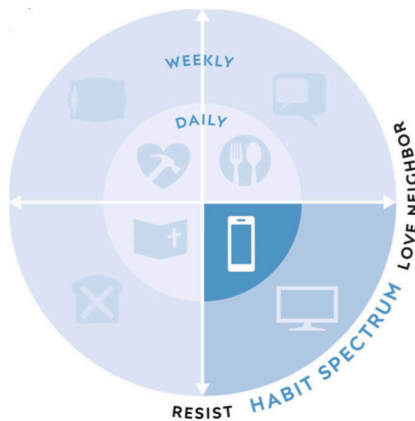 WEEKLY
DAILY
LOVE NEIGHBOR
HABIT SPECTRUM
RESIST